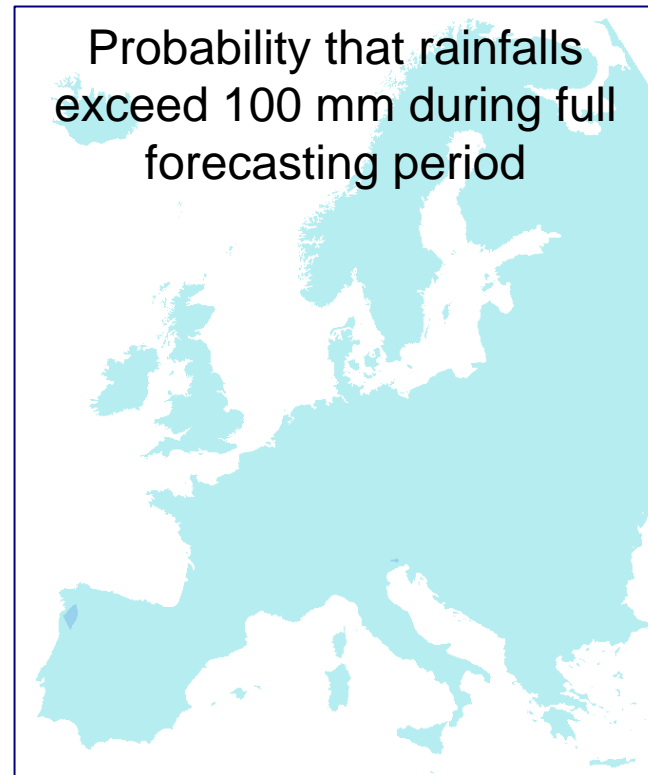 Probability that rainfalls
exceed 100 mm during full
forecasting period